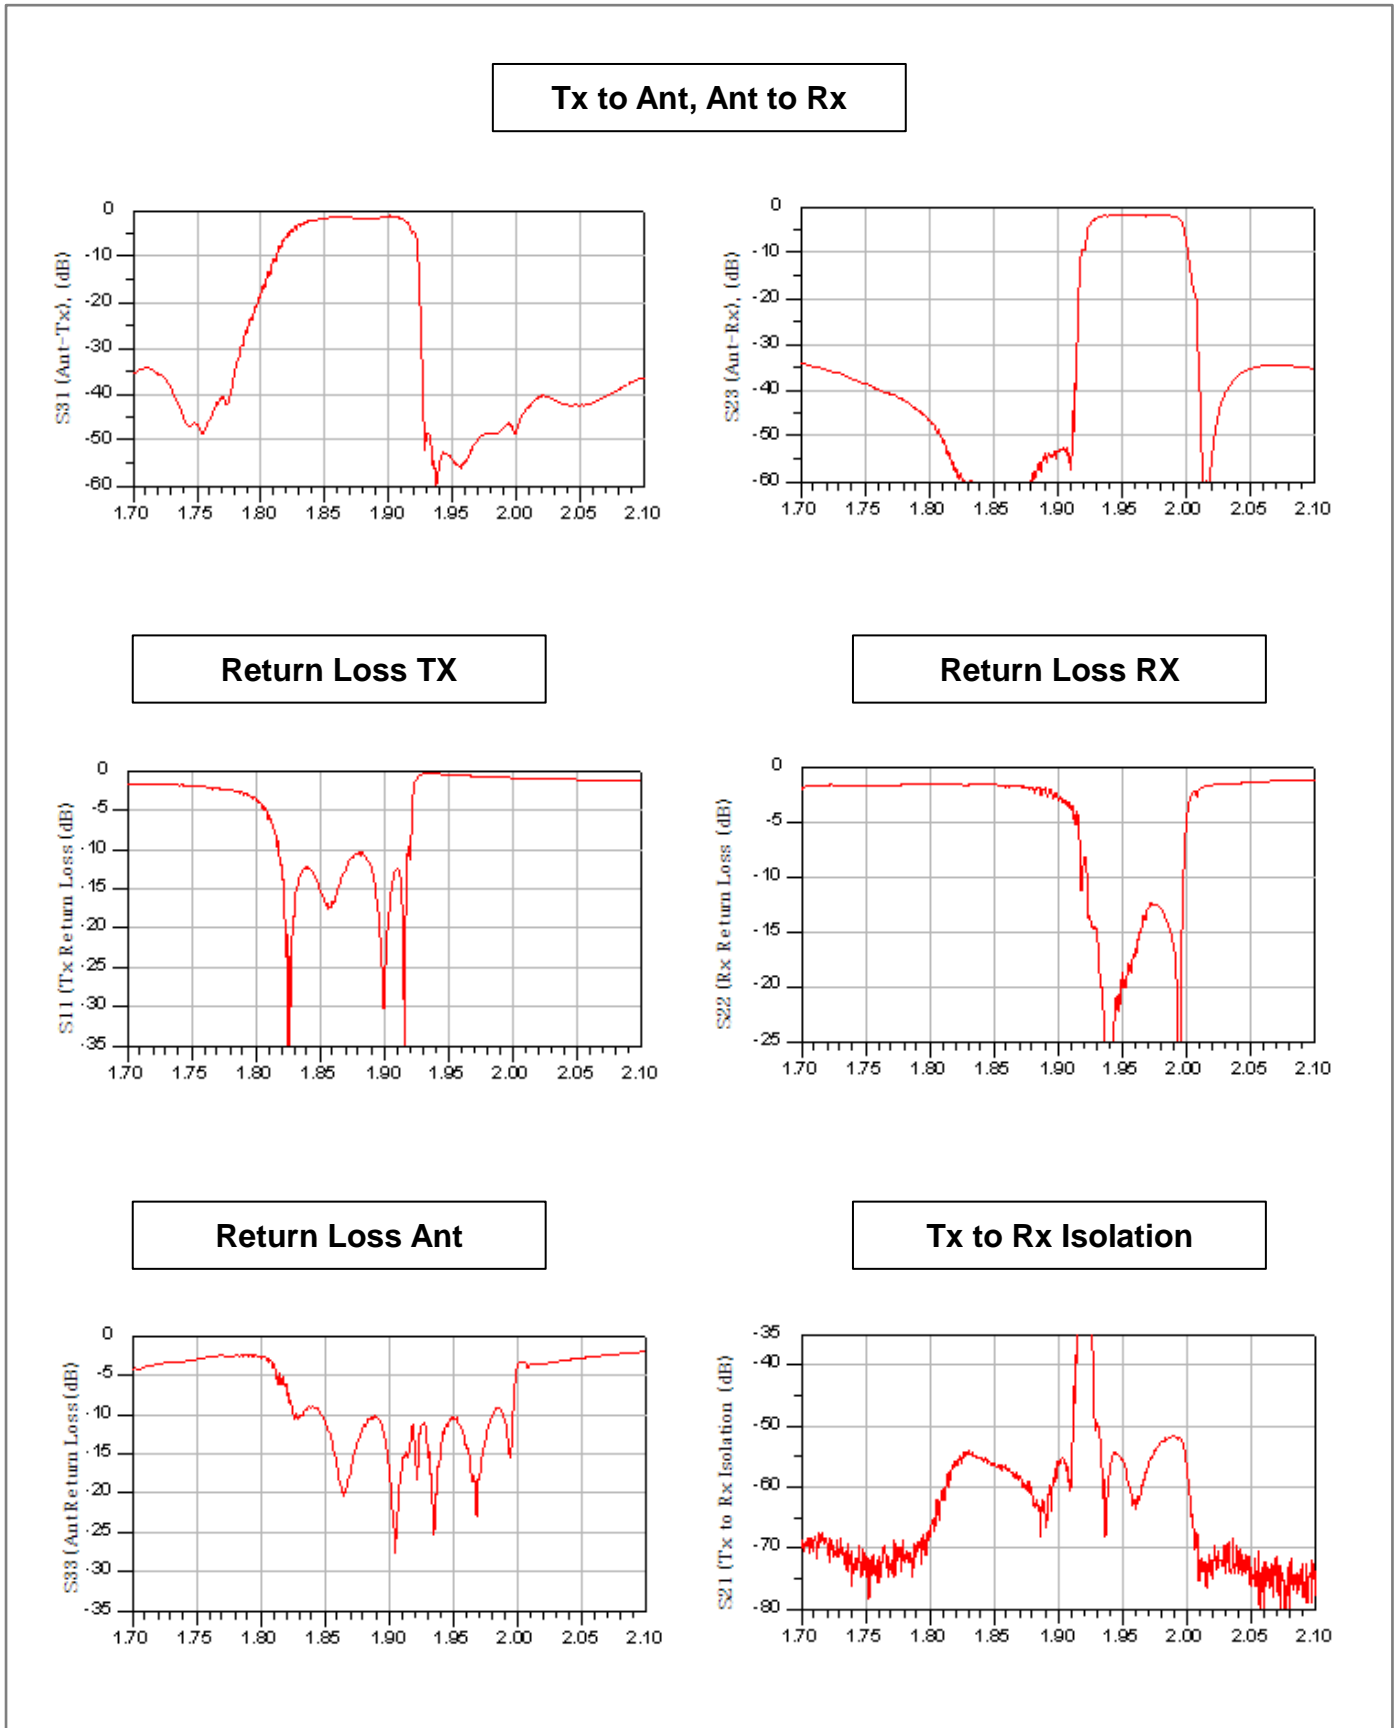 Tx to Ant, Ant to Rx
S31 (Ant-Tx), (dB)
0
-10
-20
-30
-40
-50
-60
1.70 1.75 1.80 1.85 1.90 1.95 2.00 2.05 2.10
S23 (Ant-Rx), (dB)
0
-10
-20
-30
-40
-50
-60
1.70 1.75 1.80 1.85 1.90 1.95 2.00 2.05 2.10
Return Loss TX
Return Loss RX
S11 (Tx Return Loss (dB)
0
-5
-10
-15
-20
-25
-30
-35
1.70 1.75 1.80 1.85 1.90 1.95 2.00 2.05 2.10
S22 (Rx Return Loss (dB)
0
-5
-10
-15
-20
-25
1.70 1.75 1.80 1.85 1.90 1.95 2.00 2.05 2.10
Return Loss Ant
Tx to Rx Isolation
S33 (Ant Return Loss (dB)
0
-5
-10
-15
-20
-25
-30
-35
1.70 1.75 1.80 1.85 1.90 1.95 2.00 2.05 2.10
S21 (Tx to Rx Isolation (dB)
-35
-40
-50
-60
-70
-80
1.70 1.75 1.80 1.85 1.90 1.95 2.00 2.05 2.10